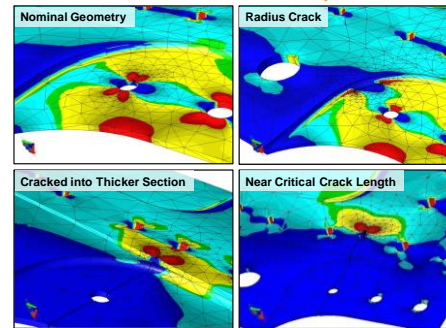 Nominal Geometry
Radius Crack
Cracked into Thicker Section
Near Critical Crack Length